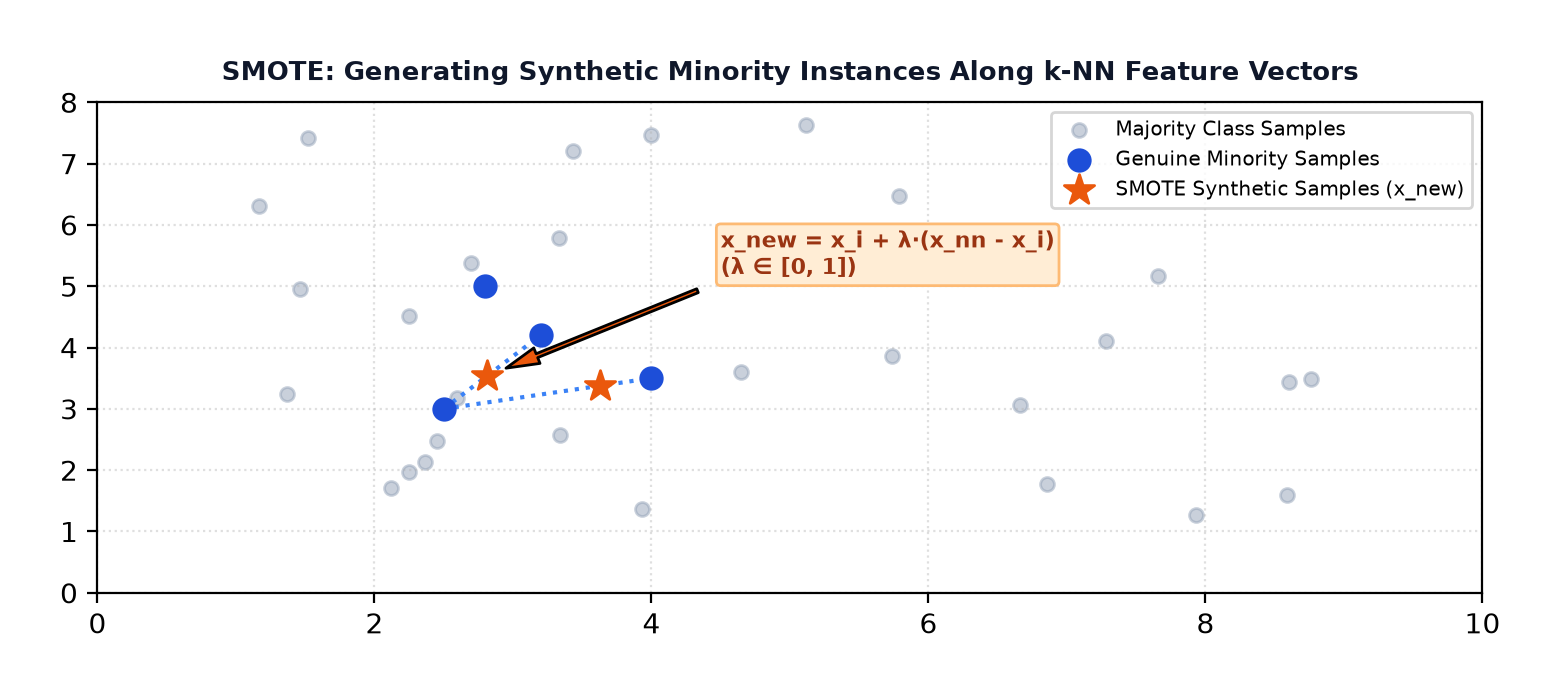 SMOTE: Generating Synthetic Minority Instances Along k-NN Feature Vectors
8
7
6
5
4
3
2
1
0
Majority Class Samples
Genuine Minority Samples
SMOTE Synthetic Samples (x_new)
x_new = x_i + λ·(x_nn - x_i)
(λ ∈ [0, 1])
0 2 4 6 8 10